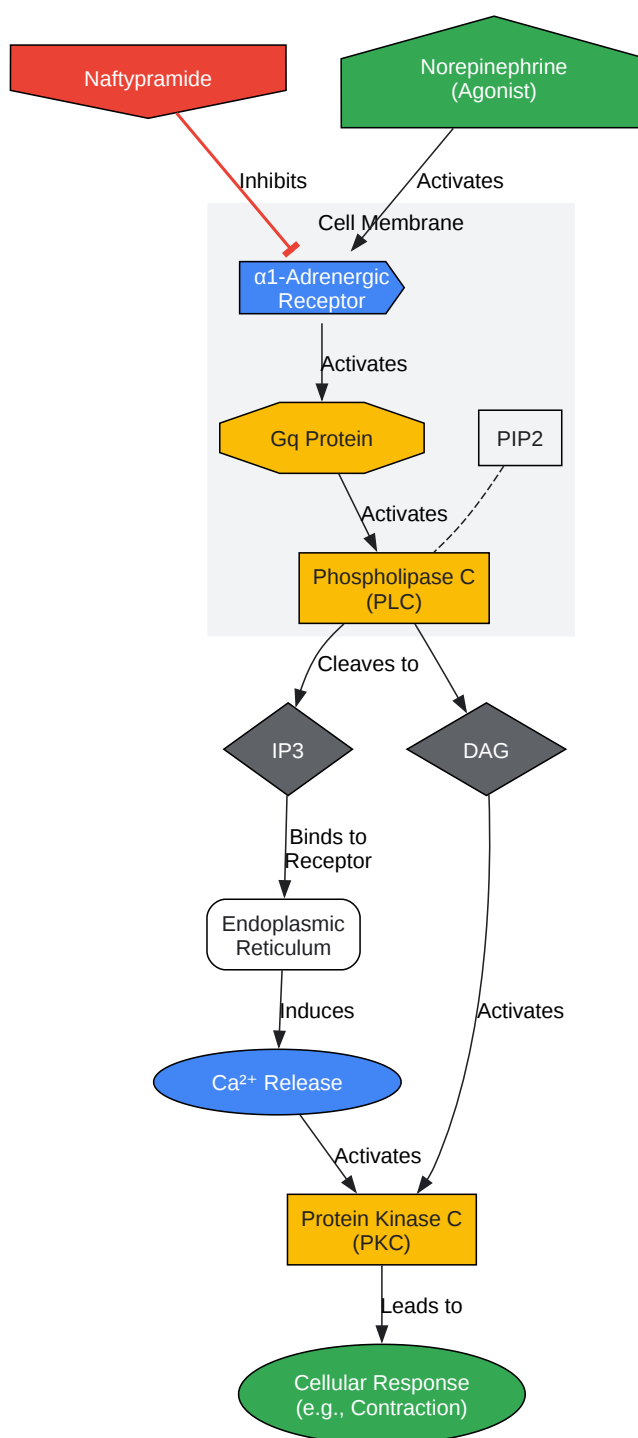 Naftypramide
Norepinephrine
(Agonist)
Inhibits
Activates
Cell Membrane
α1-Adrenergic
Receptor
Activates
Gq Protein
PIP2
Activates
Phospholipase C
(PLC)
Cleaves to
IP3
DAG
Binds to
Receptor
Endoplasmic
Reticulum
Induces
Activates
Ca²⁺ Release
Activates
Protein Kinase C
(PKC)
Leads to
Cellular Response
(e.g., Contraction)